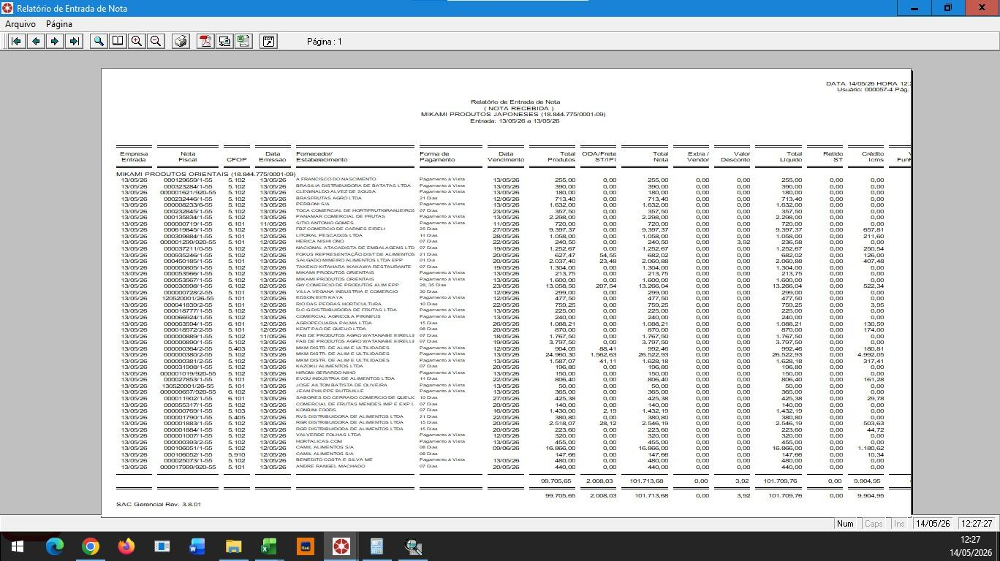 Relatório de Entrada de Nota
Arquivo Página
Página : 1
DATA 14/05/26 HORA 12:
Usuário: 000057-4 Pág.
Relatório de Entrada de Nota
( NOTA RECEBIDA )
MIKAMI PRODUTOS JAPONESES (18.844.775/0001-09)
Entrada: 13/05/26 a 13/05/26
Empresa Nota Data Fornecedor/ Forma de Data Total ODA/Frete Total Extra / Valor Total Retido Crédito
Entrada Fiscal CFOP Emissao Estabelecimento Pagamento Vencimento Produtos ST/IPI Nota Vendor Desconto Líquido ST Icms
MIKAMI PRODUTOS ORIENTAIS (18.844.775/0001-09)
13/05/26 000129659/1-55 5.102 13/05/26 A FRANCISCO DO NASCIMENTO Pagamento à Vista 13/05/26 255,00 0,00 255,00 0,00 0,00 255,00 0,00 0,00
13/05/26 000323284/1-55 5.102 13/05/26 BRASILIA DISTRIBUIDORA DE BATATAS LTDA Pagamento à Vista 13/05/26 390,00 0,00 390,00 0,00 0,00 390,00 0,00 0,00
13/05/26 000001621/920-55 5.102 13/05/26 CLEGINALDO ALVEZ DE SOUSA Pagamento à Vista 13/05/26 180,00 0,00 180,00 0,00 0,00 180,00 0,00 0,00
13/05/26 000232446/1-55 5.102 13/05/26 BRASFRUTAS AGRO LTDA 21 Dias 12/06/26 713,40 0,00 713,40 0,00 0,00 713,40 0,00 0,00
13/05/26 000008233/6-55 5.102 13/05/26 PERBONI S/A Pagamento à Vista 13/05/26 1.632,00 0,00 1.632,00 0,00 0,00 1.632,00 0,00 0,00
13/05/26 000232845/1-55 5.102 13/05/26 TOCA COMERCIAL DE HORTIFRUTIGRANJEIROS 07 Dias 23/05/26 357,50 0,00 357,50 0,00 0,00 357,50 0,00 0,00
13/05/26 000135834/1-55 5.102 13/05/26 PANAMAR COMERCIAL DE FRUTAS Pagamento à Vista 13/05/26 2.298,00 0,00 2.298,00 0,00 0,00 2.298,00 0,00 0,00
13/05/26 000000719/1-55 6.101 11/05/26 SITIO ANTONIO GOMES Pagamento à Vista 11/05/26 720,00 0,00 720,00 0,00 0,00 720,00 0,00 0,00
13/05/26 000619845/1-55 5.102 13/05/26 FBZ COMERCIO DE CARNES EIRELI 25 Dias 27/05/26 9.397,37 0,00 9.397,37 0,00 0,00 9.397,37 0,00 657,81
13/05/26 000309884/1-55 5.101 12/05/26 LITORAL PESCADOS LTDA 14 Dias 28/05/26 1.058,00 0,00 1.058,00 0,00 0,00 1.058,00 0,00 211,60
13/05/26 000001299/920-55 5.101 12/05/26 HERICA NISHI ONO 07 Dias 22/05/26 240,50 0,00 240,50 0,00 3,92 236,58 0,00 0,00
13/05/26 000037211/0-55 5.102 12/05/26 NACIONAL ATACADISTA DE EMBALAGENS LTD 07 Dias 19/05/26 1.252,67 0,00 1.252,67 0,00 0,00 1.252,67 0,00 250,54
13/05/26 000935246/1-55 5.102 12/05/26 FOKUS REPRESENTAÇÃO DIST DE ALIMENTOS 21 Dias 20/05/26 627,47 54,55 682,02 0,00 0,00 682,02 0,00 126,00
13/05/26 000450185/1-55 5.101 13/05/26 SALGADO MINEIRO ALIMENTOS LTDA EPP 01 Dia 20/05/26 2.037,40 23,48 2.060,88 0,00 0,00 2.060,88 0,00 407,48
13/05/26 000000805/1-55 5.102 12/05/26 TAKEKO KITAHARA IKAKAWA RESTAURANTE 07 Dias 19/05/26 1.304,00 0,00 1.304,00 0,00 0,00 1.304,00 0,00 0,00
13/05/26 000053566/1-55 5.102 13/05/26 MIKAMI PRODUTOS ORIENTAIS Pagamento à Vista 13/05/26 213,75 0,00 213,75 0,00 0,00 213,75 0,00 0,00
13/05/26 000053567/1-55 5.102 13/05/26 MIKAMI PRODUTOS ORIENTAIS Pagamento à Vista 13/05/26 1.600,00 0,00 1.600,00 0,00 0,00 1.600,00 0,00 0,00
13/05/26 000030998/1-55 6.102 02/05/26 GW COMERCIO DE PRODUTOS ALIM EPP 28, 35 Dias 22/05/26 13.058,50 207,54 13.266,04 0,00 0,00 13.266,04 0,00 522,34
13/05/26 000000728/2-55 5.101 13/05/26 VILLA VEGANA INDUSTRIA E COMERCIO 30 Dias 12/05/26 299,00 0,00 299,00 0,00 0,00 299,00 0,00 0,00
13/05/26 120520001/26-55 5.101 12/05/26 EDSON EITI KAYA Pagamento à Vista 12/05/26 477,50 0,00 477,50 0,00 0,00 477,50 0,00 0,00
13/05/26 000041839/2-55 5.101 12/05/26 RIO DAS PEDRAS HORTICULTURA 10 Dias 22/05/26 759,25 0,00 759,25 0,00 0,00 759,25 0,00 3,95
13/05/26 000018777/1-55 5.102 13/05/26 D.C.G.DISTRIBUIDORA DE FRUTAS LTDA Pagamento à Vista 13/05/26 225,00 0,00 225,00 0,00 0,00 225,00 0,00 0,00
13/05/26 000066924/1-55 5.102 13/05/26 COMERCIAL AGRICOLA PIRINEUS Pagamento à Vista 13/05/26 240,00 0,00 240,00 0,00 0,00 240,00 0,00 0,00
13/05/26 000063594/1-55 6.101 12/05/26 AGROPECUARIA PALMA LTDA 15 Dias 26/05/26 1.088,21 0,00 1.088,21 0,00 0,00 1.088,21 0,00 130,59
13/05/26 000018572/2-55 5.101 12/05/26 KENT PAO DE QUEIJO LTDA 08 Dias 20/05/26 870,00 0,00 870,00 0,00 0,00 870,00 0,00 174,00
13/05/26 000000889/1-55 5.102 11/05/26 FAB DE PRODUTOS AGRO WATANABE EIRELLE 07 Dias 18/05/26 1.767,50 0,00 1.767,50 0,00 0,00 1.767,50 0,00 0,00
13/05/26 000000890/1-55 5.102 12/05/26 FAB DE PRODUTOS AGRO WATANABE EIRELLE 07 Dias 19/05/26 3.797,50 0,00 3.797,50 0,00 0,00 3.797,50 0,00 0,00
13/05/26 000000364/2-55 5.403 12/05/26 MKM DISTR. DE ALIM E ULTILIDADES Pagamento à Vista 12/05/26 904,05 88,41 992,46 0,00 0,00 992,46 0,00 180,81
13/05/26 000000380/2-55 5.102 13/05/26 MKM DISTR. DE ALIM E ULTILIDADES Pagamento à Vista 13/05/26 24.960,30 1.562,63 26.522,93 0,00 0,00 26.522,93 0,00 4.992,05
13/05/26 000000381/2-55 5.102 13/05/26 MKM DISTR. DE ALIM E ULTILIDADES Pagamento à Vista 13/05/26 1.587,07 41,11 1.628,18 0,00 0,00 1.628,18 0,00 317,41
13/05/26 000031908/1-55 5.102 13/05/26 KAZOKU ALIMENTOS LTDA 07 Dias 20/05/26 196,80 0,00 196,80 0,00 0,00 196,80 0,00 0,00
13/05/26 000001019/920-55 5.102 13/05/26 HIROMI GERARDO NIHO Pagamento à Vista 13/05/26 150,00 0,00 150,00 0,00 0,00 150,00 0,00 0,00
13/05/26 000027853/1-55 5.101 12/05/26 EVOU INDUSTRIA DE ALIMENTOS LTDA 14 Dias 22/05/26 806,40 0,00 806,40 0,00 0,00 806,40 0,00 161,28
13/05/26 130520001/26-55 5.101 13/05/26 JOSE AILTON BATISTA DE OLIVEIRA Pagamento à Vista 13/05/26 50,00 0,00 50,00 0,00 0,00 50,00 0,00 0,00
13/05/26 000000657/920-55 6.102 12/05/26 JEAN PHILPPE BUTRUILLE Pagamento à Vista 13/05/26 365,00 0,00 365,00 0,00 0,00 365,00 0,00 0,00
13/05/26 000011902/1-55 6.101 13/05/26 SABORES DO CERRADO COMERCIO DE QUEIJC 10 Dias 27/05/26 425,38 0,00 425,38 0,00 0,00 425,38 0,00 29,78
13/05/26 000955317/1-55 5.102 13/05/26 COMERCIAL DE FRUTAS MENDES IMP E EXP L 07 Dias 20/05/26 140,00 0,00 140,00 0,00 0,00 140,00 0,00 0,00
13/05/26 000000769/1-55 5.103 13/05/26 KONBINI FOODS 07 Dias 16/05/26 1.430,00 2,19 1.432,19 0,00 0,00 1.432,19 0,00 0,00
13/05/26 000001790/1-55 5.405 12/05/26 RVS DISTRIBUIDORA DE ALIMENTOS LTDA 21 Dias 22/05/26 380,80 0,00 380,80 0,00 0,00 380,80 0,00 0,00
13/05/26 000001883/1-55 5.102 13/05/26 RGR DISTRIBUIDORA DE ALIMENTOS LTDA 15 Dias 20/05/26 2.518,07 28,12 2.546,19 0,00 0,00 2.546,19 0,00 503,63
13/05/26 000001884/1-55 5.102 13/05/26 RGR DISTRIBUIDORA DE ALIMENTOS LTDA 15 Dias 20/05/26 223,60 0,00 223,60 0,00 0,00 223,60 0,00 44,72
13/05/26 000001007/1-55 5.102 12/05/26 VALVERDE FOLHAS LTDA Pagamento à Vista 12/05/26 320,00 0,00 320,00 0,00 0,00 320,00 0,00 0,00
13/05/26 000000393/2-55 5.102 13/05/26 HORTALICAS.COM Pagamento à Vista 13/05/26 455,00 0,00 455,00 0,00 0,00 455,00 0,00 0,00
13/05/26 000106051/1-55 5.101 13/05/26 CAMIL ALIMENTOS S/A 08 Dias 09/06/26 16.866,00 0,00 16.866,00 0,00 0,00 16.866,00 0,00 1.180,62
13/05/26 000106052/1-55 5.910 12/05/26 CAMIL ALIMENTOS S/A 08 Dias 147,66 0,00 147,66 0,00 0,00 147,66 0,00 10,34
13/05/26 000025073/1-55 5.102 13/05/26 BENEDITO COSTA E SILVA ME Pagamento à Vista 13/05/26 480,00 0,00 480,00 0,00 0,00 480,00 0,00 0,00
13/05/26 000017999/920-55 5.101 13/05/26 ANDRE RANGEL MACHADO 07 Dias 20/05/26 440,00 0,00 440,00 0,00 0,00 440,00 0,00 0,00
99.705,65 2.008,03 101.713,68 0,00 3,92 101.709,76 0,00 9.904,95
99.705,65 2.008,03 101.713,68 0,00 3,92 101.709,76 0,00 9.904,95
SAC Gerencial Rev. 3.8.01
Num Caps Ins 14/05/26 12:27:27
12:27
14/05/2026